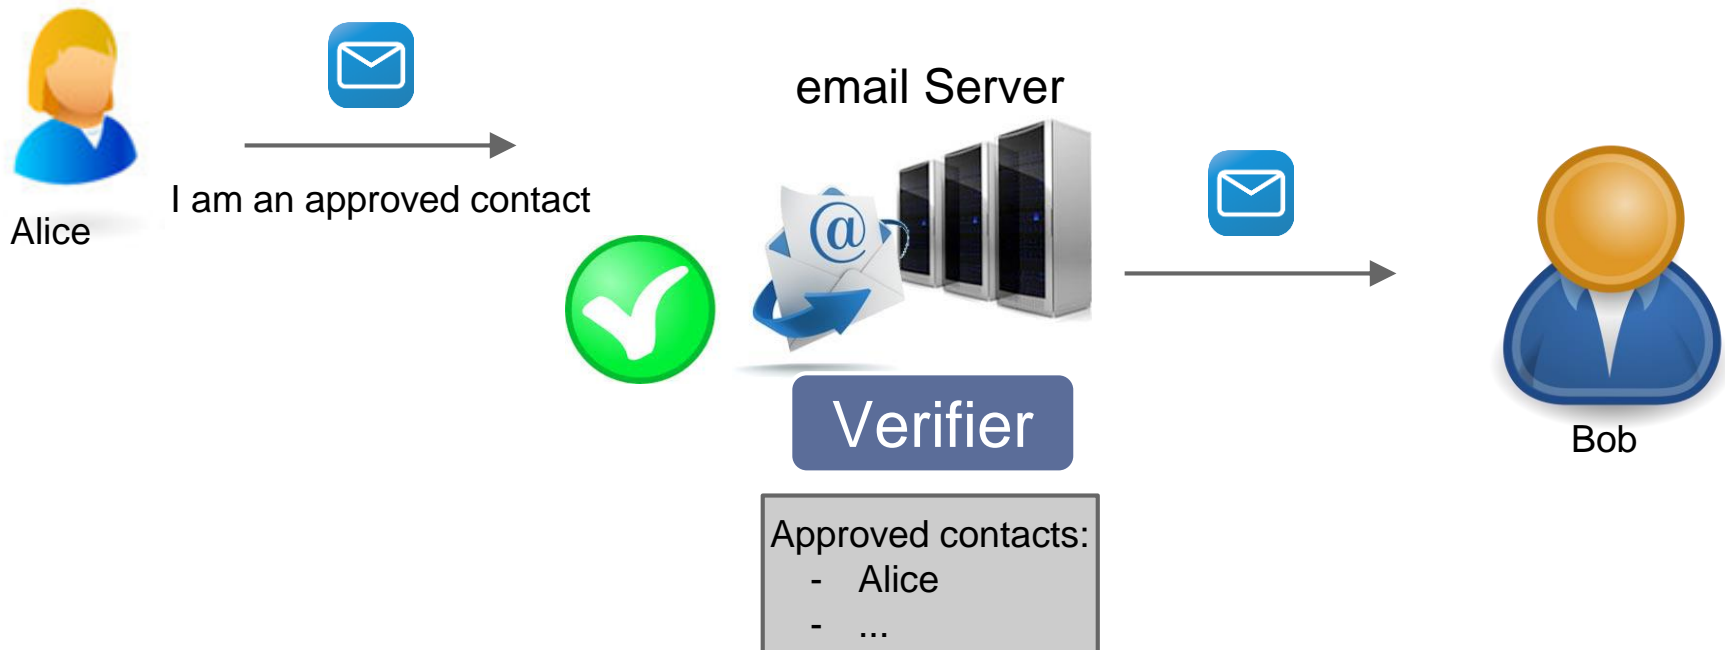 Alice
I am an approved contact
email Server
@
Verifier
Approved contacts:
- Alice
- ...
Bob